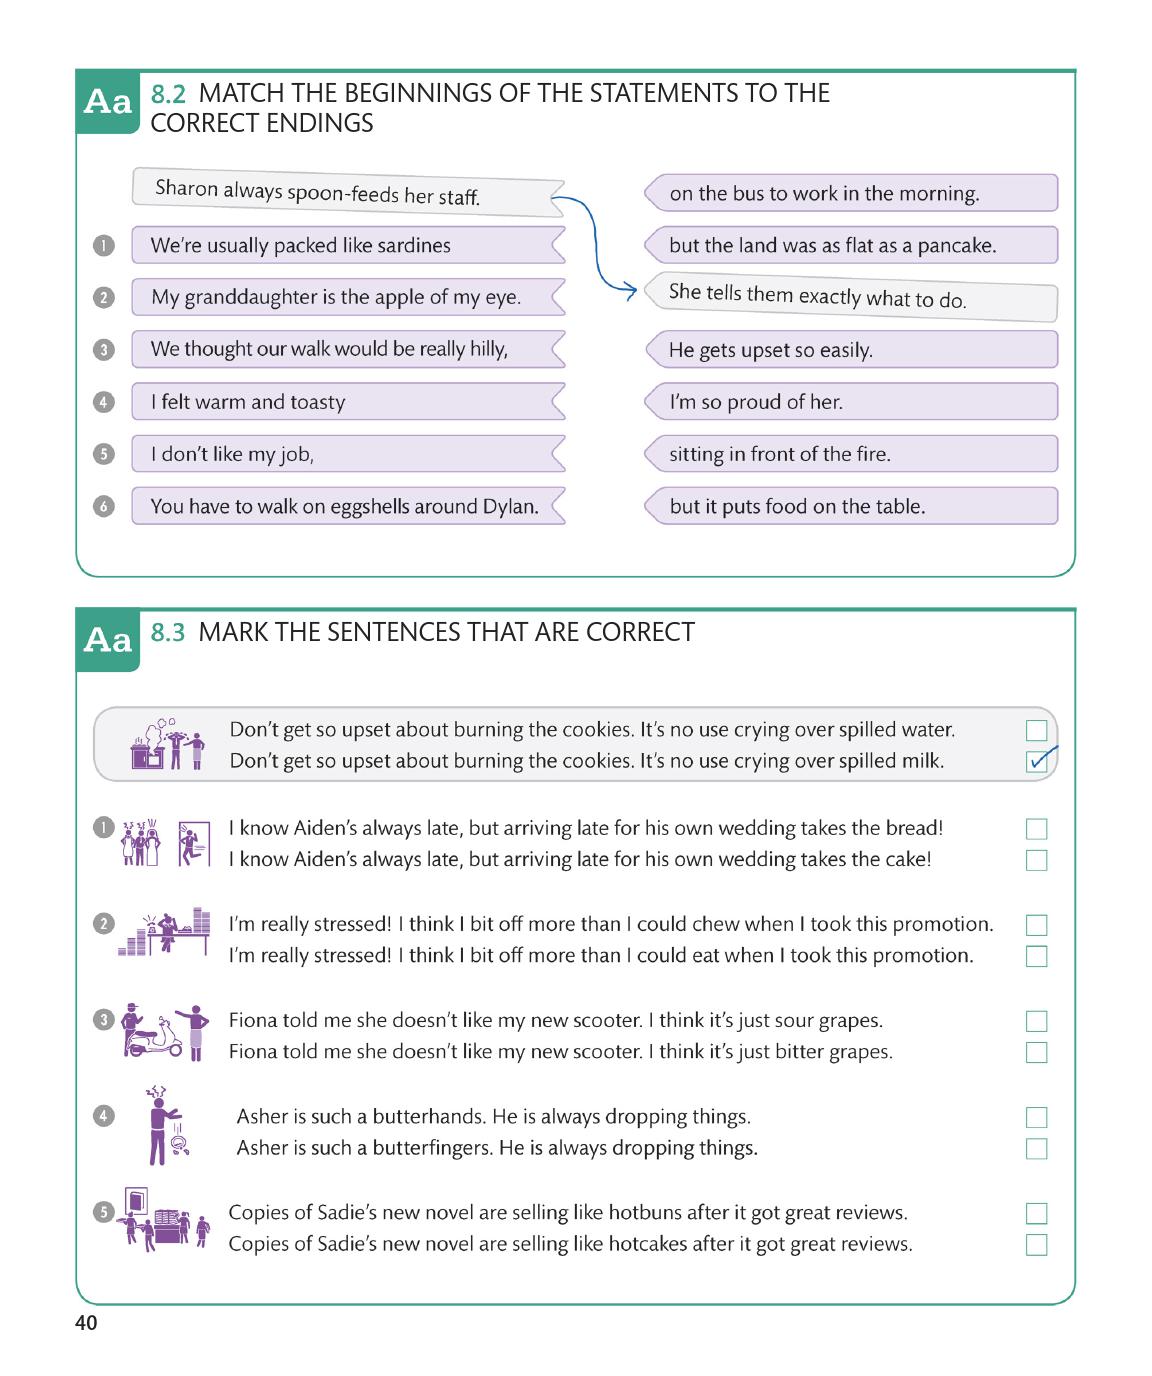 Aa 8.2 MATCH THE BEGINNINGS OF THE STATEMENTS TO THE
CORRECT ENDINGS
Sharon always spoon-feeds her staff.
1 We're usually packed like sardines
2 My granddaughter is the apple of my eye.
3 We thought our walk would be really hilly,
4 I felt warm and toasty
5 I don't like my job,
6 You have to walk on eggshells around Dylan.
on the bus to work in the morning.
but the land was as flat as a pancake.
She tells them exactly what to do.
He gets upset so easily.
I'm so proud of her.
sitting in front of the fire.
but it puts food on the table.
Aa 8.3 MARK THE SENTENCES THAT ARE CORRECT
Don't get so upset about burning the cookies. It's no use crying over spilled water.
Don't get so upset about burning the cookies. It's no use crying over spilled milk.
1 I know Aiden's always late, but arriving late for his own wedding takes the bread!
I know Aiden's always late, but arriving late for his own wedding takes the cake!
2 I'm really stressed! I think I bit off more than I could chew when I took this promotion.
I'm really stressed! I think I bit off more than I could eat when I took this promotion.
3 Fiona told me she doesn't like my new scooter. I think it's just sour grapes.
Fiona told me she doesn't like my new scooter. I think it's just bitter grapes.
4 Asher is such a butterhands. He is always dropping things.
Asher is such a butterfingers. He is always dropping things.
5 Copies of Sadie's new novel are selling like hotbuns after it got great reviews.
Copies of Sadie's new novel are selling like hotcakes after it got great reviews.
40